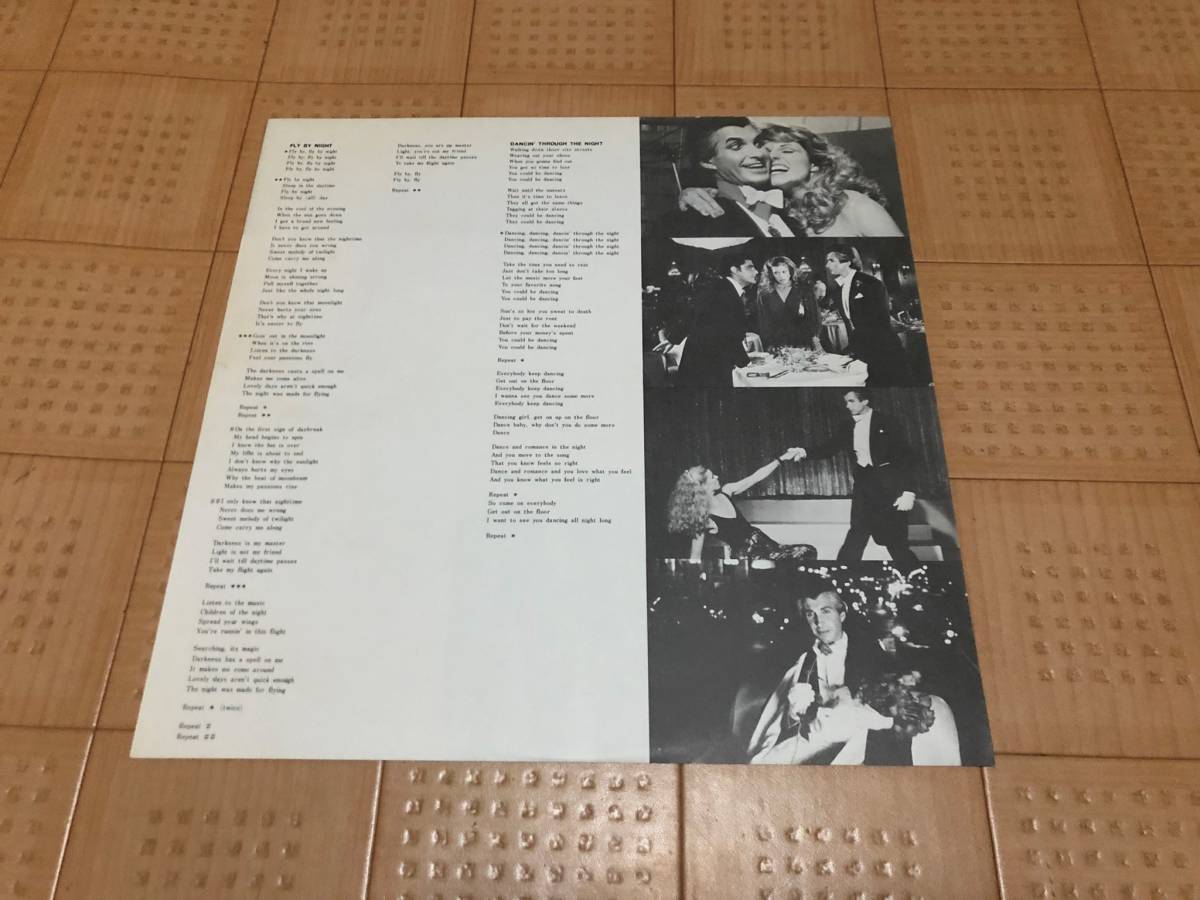 FLY BY NIGHT
*Fly by, fly by night
Fly by, fly by night
Fly by, fly by night
Fly by, fly by night
**Fly by night
Sleep in the daytime
Fly by night
Sleep by (all) day
In the cool of the evening
When the sun goes down
I get a brand new feeling
I have to get around
Don't you know that the nighttime
It never does you wrong
Sweet melody of twilight
Come carry me along
Every night I wake up
Moon is shining strong
Pull myself together
Just like the whole night long
Don't you know that moonlight
Never hurts your eyes
That's why at nighttime
It's easier to fly
***Goin' out in the moonlight
When it's on the rise
Listen to the darkness
Feel your passions fly
The darkness casts a spell on me
Makes me come alive
Lovely days aren't quick enough
The night was made for flying
Repeat *
Repeat **
#On the first sign of daybreak
My head begins to spin
I know the fun is over
My life is about to end
I don't know why the sunlight
Always hurts my eyes
Why the beat of moonbeam
Makes my passions rise
##I only know that nighttime
Never does me wrong
Sweet melody of twilight
Come carry me along
Darkness is my master
Light is not my friend
I'll wait till daytime passes
Take my flight again
Repeat ***
Listen to the music
Children of the night
Spread your wings
You're runnin' in this flight
Searching, its magic
Darkness has a spell on me
It makes me come around
Lovely days aren't quick enough
The night was made for flying
Repeat * (twice)
Repeat #
Repeat ##
Darkness, you are my master
Light, you're not my friend
I'll wait till the daytime passes
To take my flight again
Fly by, fly
Fly by, fly
Repeat **
DANCIN' THROUGH THE NIGHT
Walking down those city streets
Wearing out your shoes
When you gonna find out
You got no time to lose
You could be dancing
You could be dancing
Wait until the sunsets
Then it's time to leave
They all got the same things
Tugging at their sleeve
They could be dancing
They could be dancing
*Dancing, dancing, dancin' through the night
Dancing, dancing, dancin' through the night
Dancing, dancing, dancin' through the night
Dancing, dancing, dancin' through the night
Take the time you need to rest
Just don't take too long
Let the music move your feet
To your favorite song
You could be dancing
You could be dancing
Sun's so hot you sweat to death
Just to pay the rent
Don't wait for the weekend
Before your money's spent
You could be dancing
You could be dancing
Repeat *
Everybody keep dancing
Get out on the floor
Everybody keep dancing
I wanna see you dance some more
Everybody keep dancing
Dancing girl, get on up on the floor
Dance baby, why don't you do some more
Dance
Dance and romance in the night
And you move to the song
That you know feels so right
Dance and romance and you love what you feel
And you know what you feel is right
Repeat *
So come on everybody
Get out on the floor
I want to see you dancing all night long
Repeat *